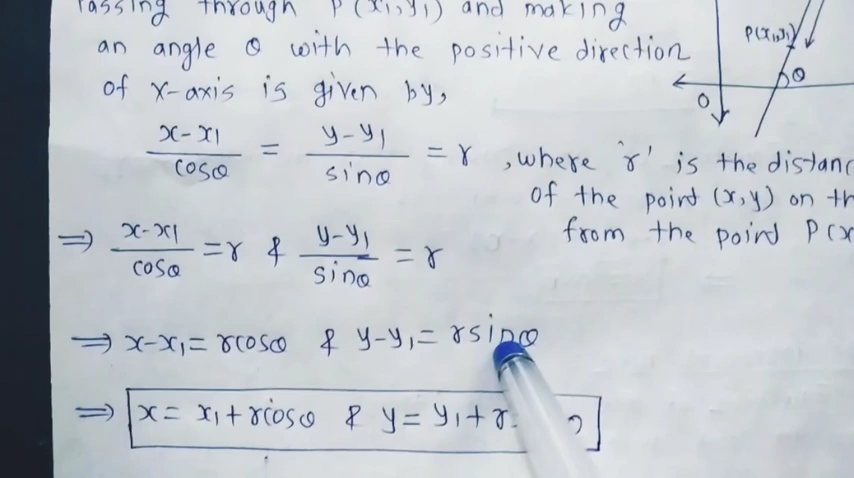 Passing through P(x₁,y₁) and making
an angle θ with the positive direction
of x-axis is given by,
P(x₁,y₁)
θ
O
x-x₁/cosθ = y-y₁/sinθ = r , where 'r' is the distanc
of the point (x,y) on th
from the point P(x
⇒ x-x₁/cosθ = r & y-y₁/sinθ = r
⇒ x-x₁ = rcosθ & y-y₁ = rsinθ
⇒ x = x₁ + rcosθ & y = y₁ + r